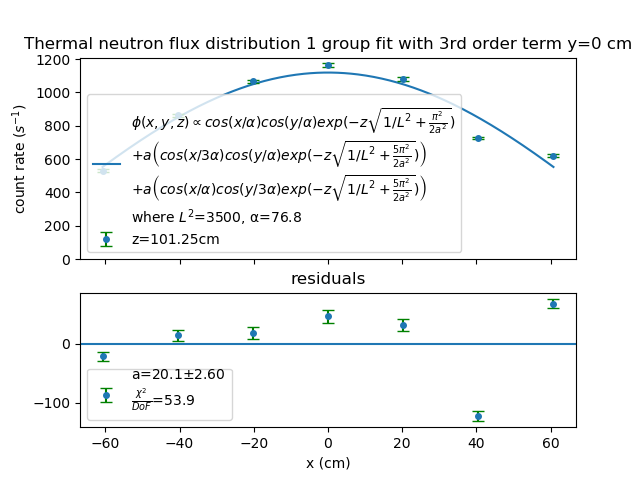 Thermal neutron flux distribution 1 group fit with 3rd order term y=0 cm
1200
1000
800
600
400
200
0
count rate (s⁻¹)
ϕ(x, y, z) ∝ cos(x/α)cos(y/α)exp(−z√(1/L² + π²/2a²))
+a(cos(x/3α)cos(y/α)exp(−z√(1/L² + 5π²/2a²)))
+a(cos(x/α)cos(y/3α)exp(−z√(1/L² + 5π²/2a²)))
where L²=3500, α=76.8
z=101.25cm
residuals
0
−100
a=20.1±2.60
χ²/DoF=53.9
−60 −40 −20 0 20 40 60
x (cm)